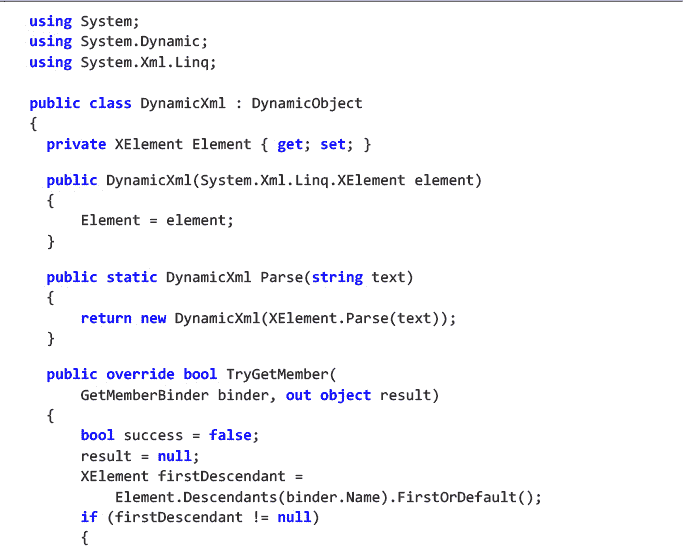 using System;
using System.Dynamic;
using System.Xml.Linq;
public class DynamicXml : DynamicObject
{
private XElement Element { get; set; }
public DynamicXml(System.Xml.Linq.XElement element)
{
Element = element;
}
public static DynamicXml Parse(string text)
{
return new DynamicXml(XElement.Parse(text));
}
public override bool TryGetMember(
GetMemberBinder binder, out object result)
{
bool success = false;
result = null;
XElement firstDescendant =
Element.Descendants(binder.Name).FirstOrDefault();
if (firstDescendant != null)
{